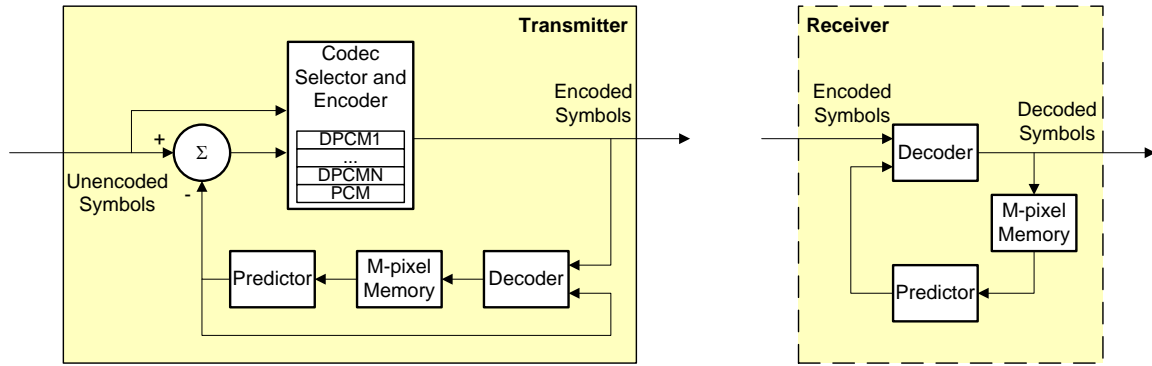 Transmitter
Codec
Selector and
Encoder
DPCM1
...
DPCMN
PCM
Encoded
Symbols
+
Σ
-
Unencoded
Symbols
Predictor
M-pixel
Memory
Decoder
Receiver
Encoded
Symbols
Decoder
Decoded
Symbols
M-pixel
Memory
Predictor